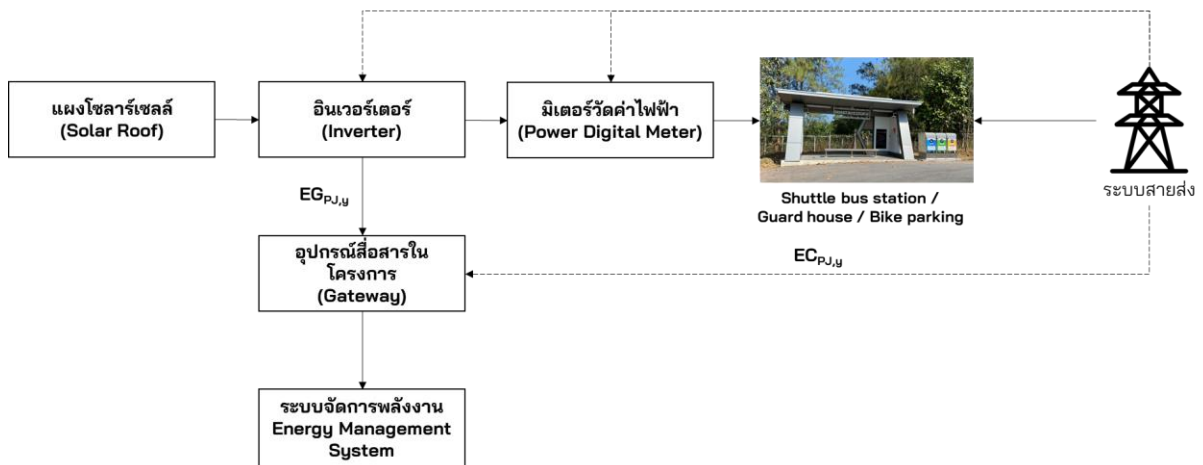 แผงโซลาร์เซลล์
(Solar Roof)
อินเวอร์เตอร์
(Inverter)
มิเตอร์วัดค่าไฟฟ้า
(Power Digital Meter)
ระบบสายส่ง
Shuttle bus station /
Guard house / Bike parking
EG_PJ,y
อุปกรณ์สื่อสารใน
โครงการ
(Gateway)
EC_PJ,y
ระบบจัดการพลังงาน
Energy Management
System